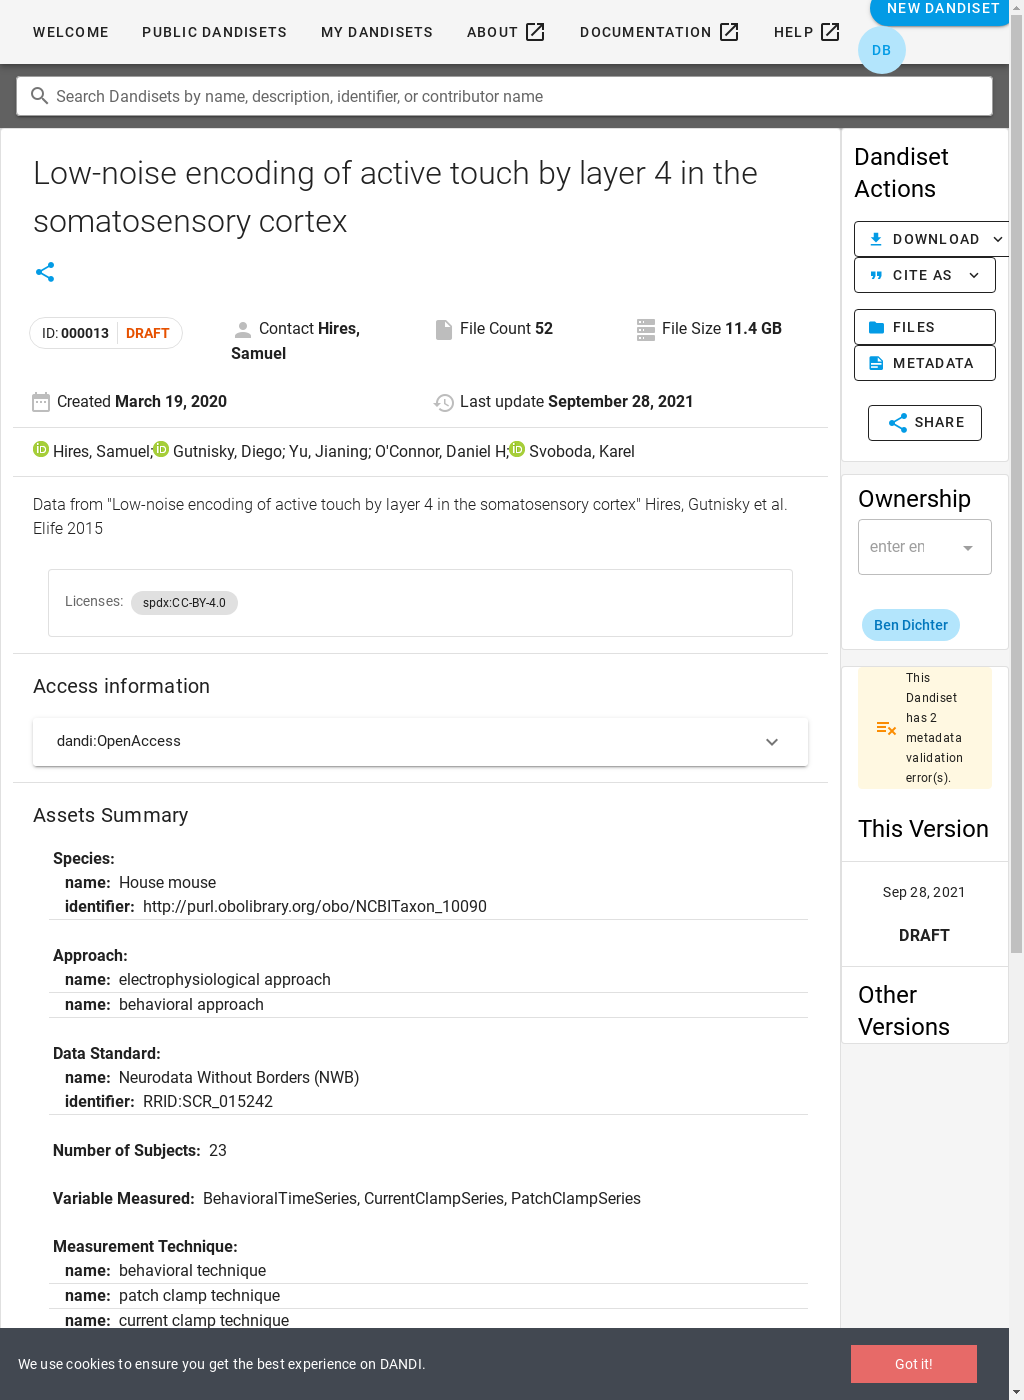 WELCOME PUBLIC DANDISETS MY DANDISETS ABOUT DOCUMENTATION HELP NEW DANDISET
DB
Search Dandisets by name, description, identifier, or contributor name
Low-noise encoding of active touch by layer 4 in the
somatosensory cortex
ID: 000013 DRAFT
Contact Hires,
Samuel
File Count 52
File Size 11.4 GB
Created March 19, 2020
Last update September 28, 2021
Hires, Samuel; Gutnisky, Diego; Yu, Jianing; O'Connor, Daniel H; Svoboda, Karel
Data from "Low-noise encoding of active touch by layer 4 in the somatosensory cortex" Hires, Gutnisky et al.
Elife 2015
Licenses: spdx:CC-BY-4.0
Access information
dandi:OpenAccess
Assets Summary
Species:
name: House mouse
identifier: http://purl.obolibrary.org/obo/NCBITaxon_10090
Approach:
name: electrophysiological approach
name: behavioral approach
Data Standard:
name: Neurodata Without Borders (NWB)
identifier: RRID:SCR_015242
Number of Subjects: 23
Variable Measured: BehavioralTimeSeries, CurrentClampSeries, PatchClampSeries
Measurement Technique:
name: behavioral technique
name: patch clamp technique
name: current clamp technique
Dandiset
Actions
DOWNLOAD
CITE AS
FILES
METADATA
SHARE
Ownership
enter en
Ben Dichter
This
Dandiset
has 2
metadata
validation
error(s).
This Version
Sep 28, 2021
DRAFT
Other
Versions
We use cookies to ensure you get the best experience on DANDI.
Got it!